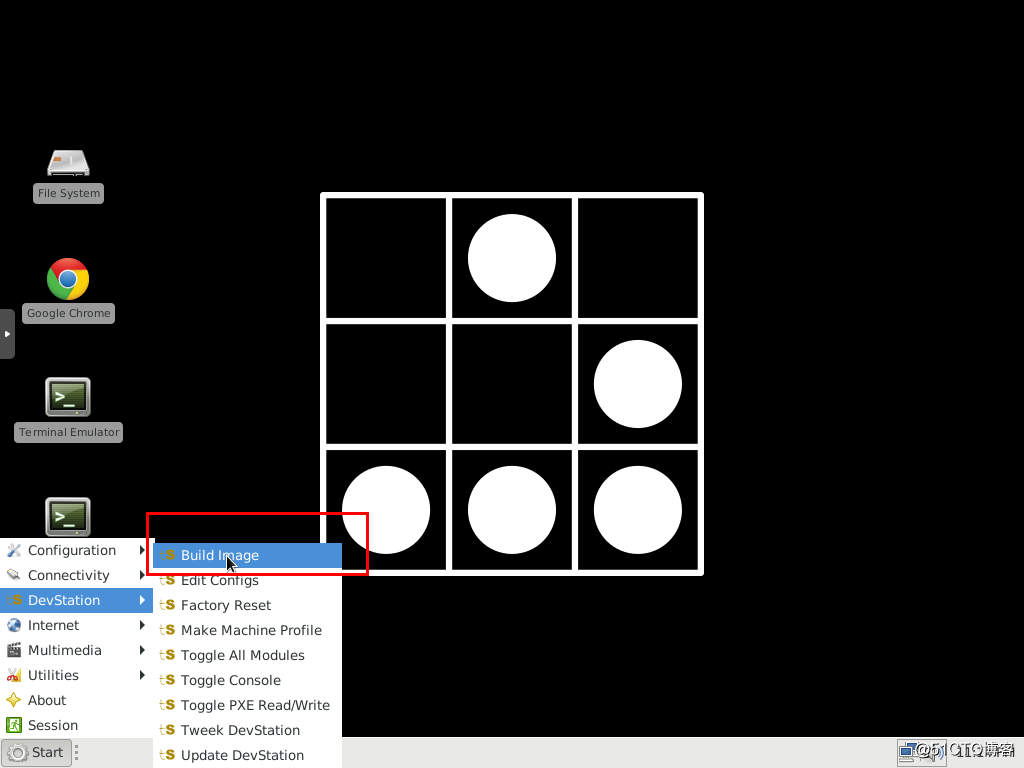 File System
Google Chrome
Terminal Emulator
Configuration
Connectivity
DevStation
Internet
Multimedia
Utilities
About
Session
Start
Build Image
Edit Configs
Factory Reset
Make Machine Profile
Toggle All Modules
Toggle Console
Toggle PXE Read/Write
Tweek DevStation
Update DevStation
@51CTO博客